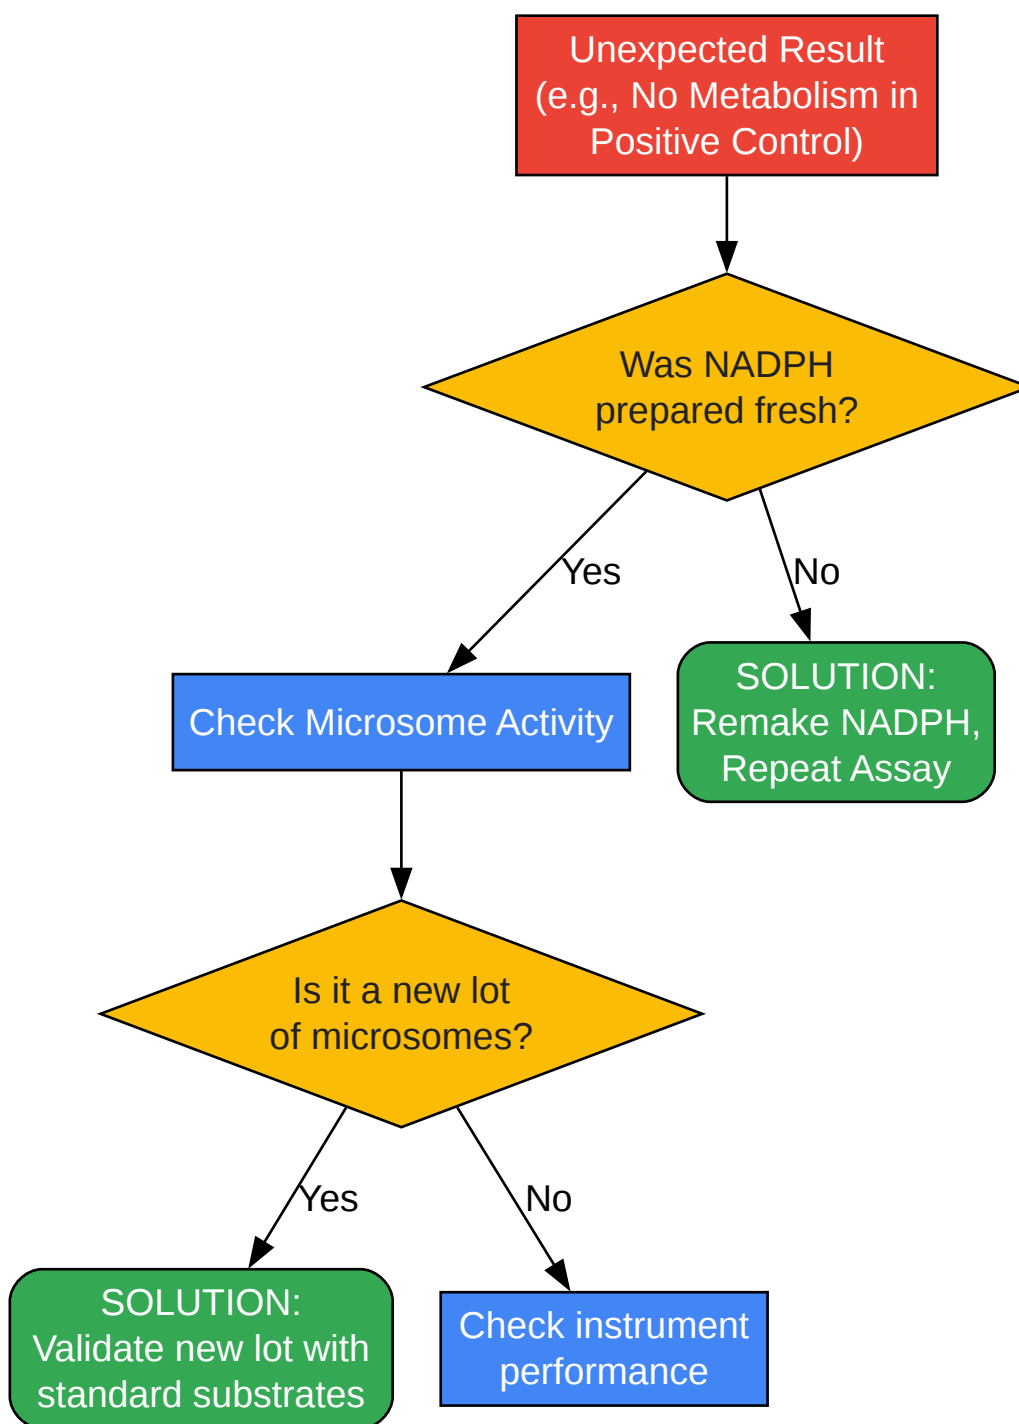 Unexpected Result
(e.g., No Metabolism in
Positive Control)
Was NADPH
prepared fresh?
Yes
No
Check Microsome Activity
SOLUTION:
Remake NADPH,
Repeat Assay
Is it a new lot
of microsomes?
Yes
No
SOLUTION:
Validate new lot with
standard substrates
Check instrument
performance